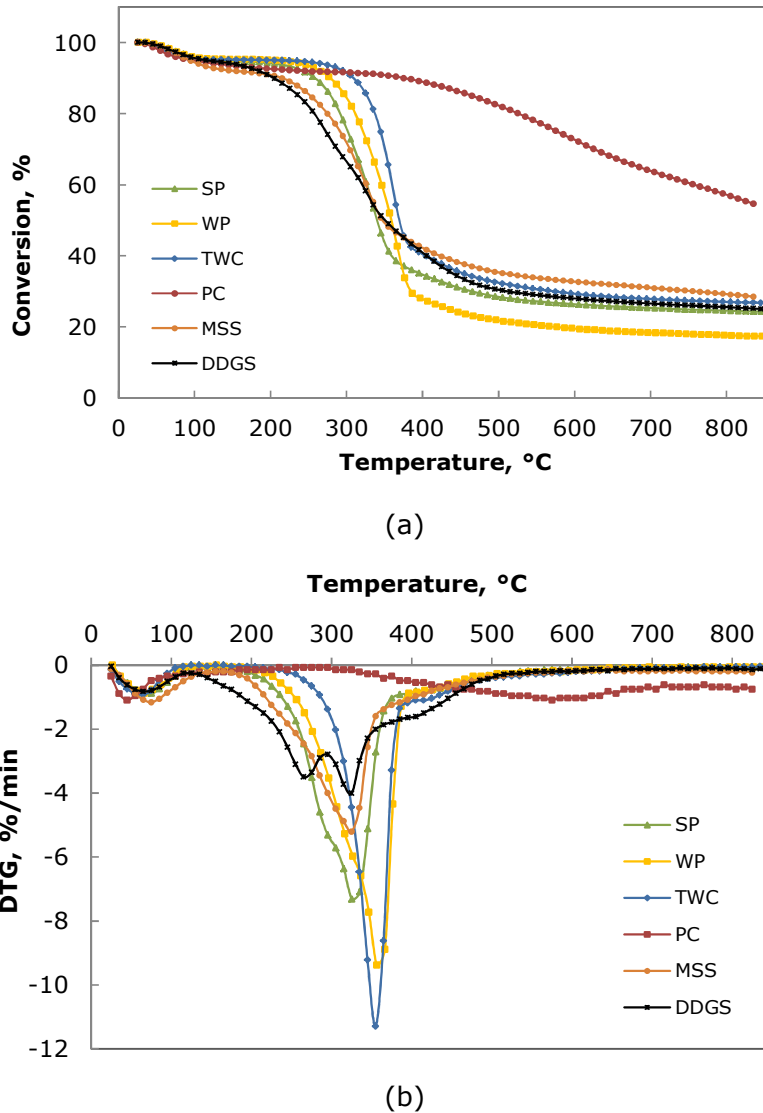 100
80
60
40
20
0
Conversion, %
SP
WP
TWC
PC
MSS
DDGS
0 100 200 300 400 500 600 700 800
Temperature, °C
(a)
Temperature, °C
0 100 200 300 400 500 600 700 800
0
-2
-4
-6
-8
-10
-12
DTG, %/min
SP
WP
TWC
PC
MSS
DDGS
(b)